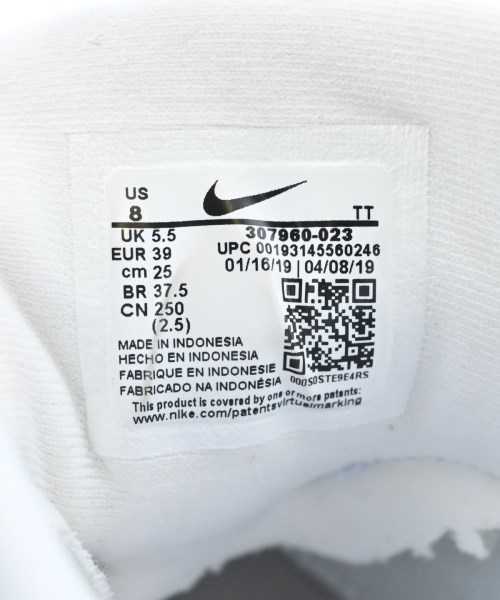 US
8
TT
UK 5.5
307960-023
EUR 39
UPC 00193145560246
cm 25
01/16/19 | 04/08/19
BR 37.5
CN 250
(2.5)
MADE IN INDONESIA
HECHO EN INDONESIA
FABRIQUE EN INDONESIE
FABRICADO NA INDONÉSIA
000S0STE9E4RS
This product is covered by one or more patents:
www.nike.com/patentsvirtualmarking